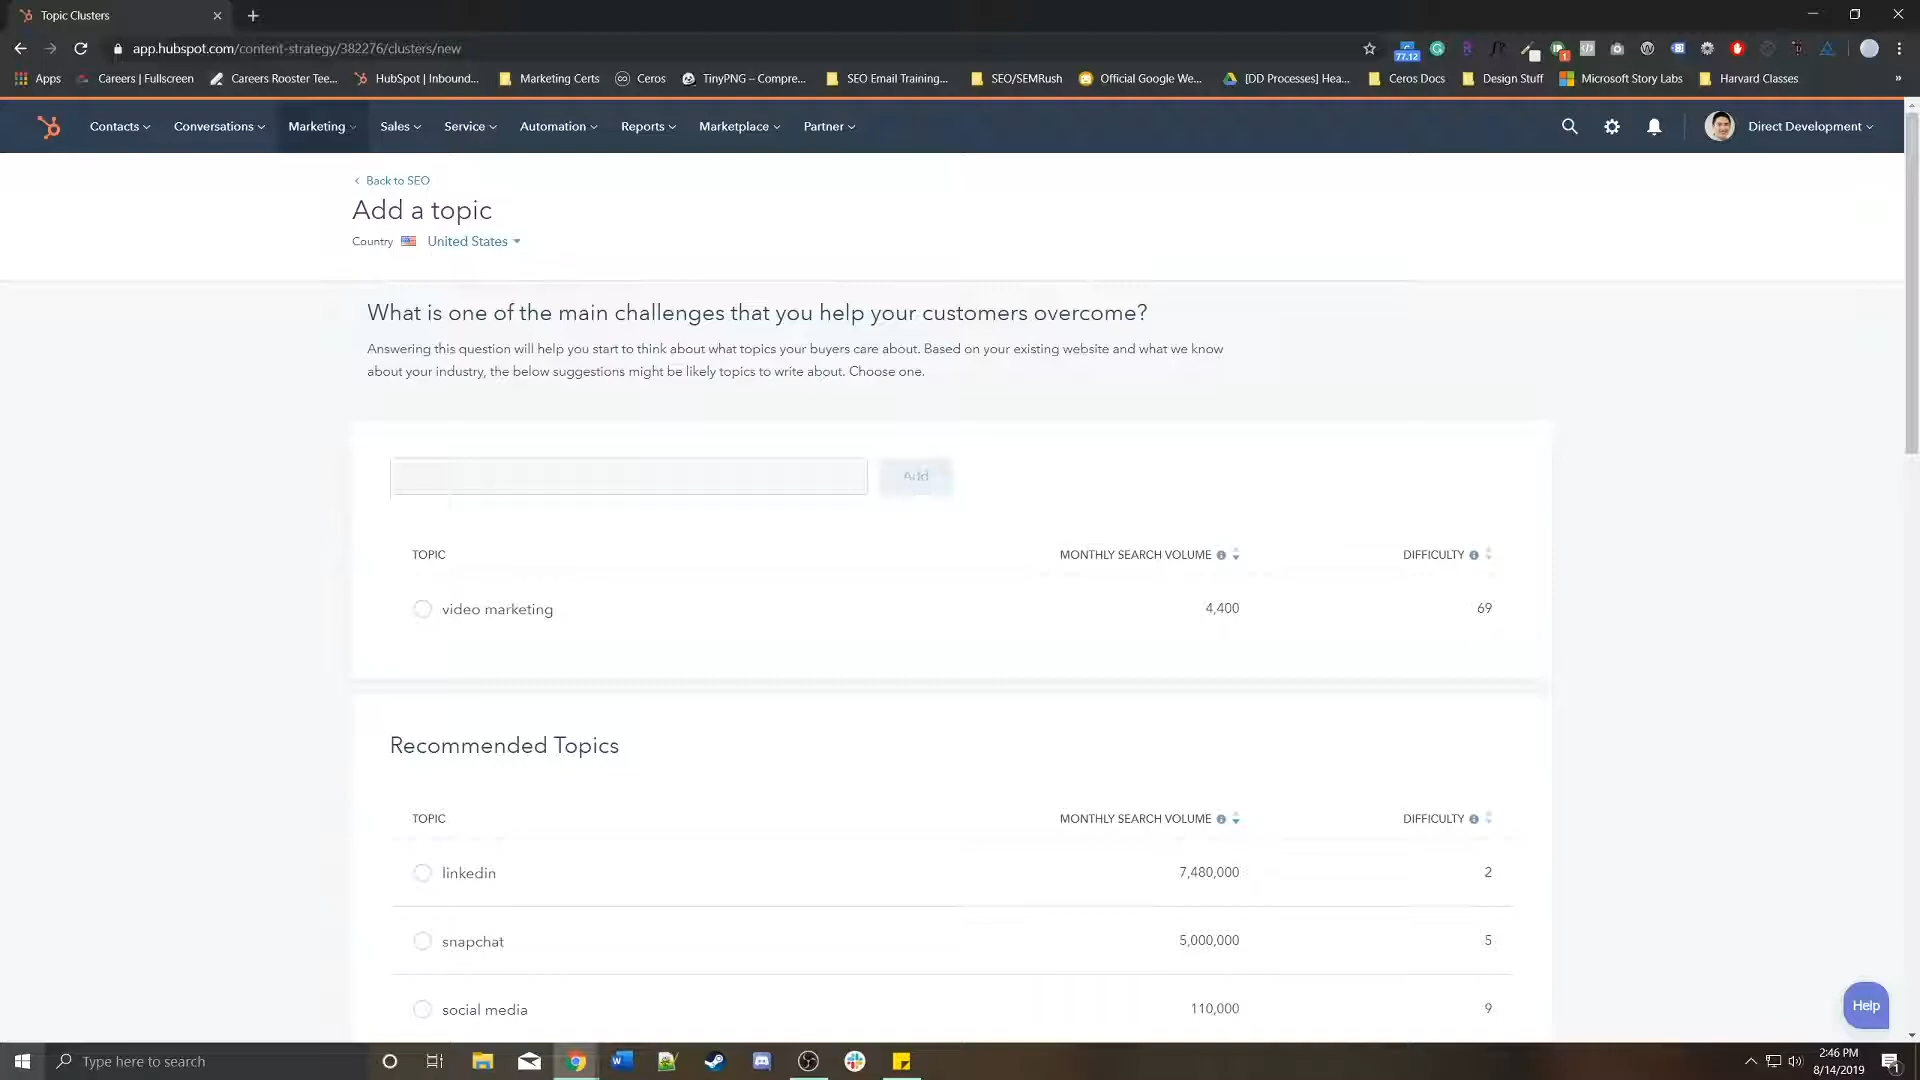 Topic Clusters
app.hubspot.com/content-strategy/382276/clusters/new
77.12
1
Apps
Careers | Fullscreen
Careers Rooster Tee...
HubSpot | Inbound...
Marketing Certs
Ceros
TinyPNG – Compre...
SEO Email Training...
SEO/SEMRush
Official Google We...
[DD Processes] Hea...
Ceros Docs
Design Stuff
Microsoft Story Labs
Harvard Classes
»
Contacts
Conversations
Marketing
Sales
Service
Automation
Reports
Marketplace
Partner
Direct Development
Back to SEO
Add a topic
Country United States
What is one of the main challenges that you help your customers overcome?
Answering this question will help you start to think about what topics your buyers care about. Based on your existing website and what we know
about your industry, the below suggestions might be likely topics to write about. Choose one.
Add
TOPIC MONTHLY SEARCH VOLUME DIFFICULTY
video marketing 4,400 69
Recommended Topics
TOPIC MONTHLY SEARCH VOLUME DIFFICULTY
linkedin 7,480,000 2
snapchat 5,000,000 5
social media 110,000 9
Help
Type here to search
2:46 PM
8/14/2019
1